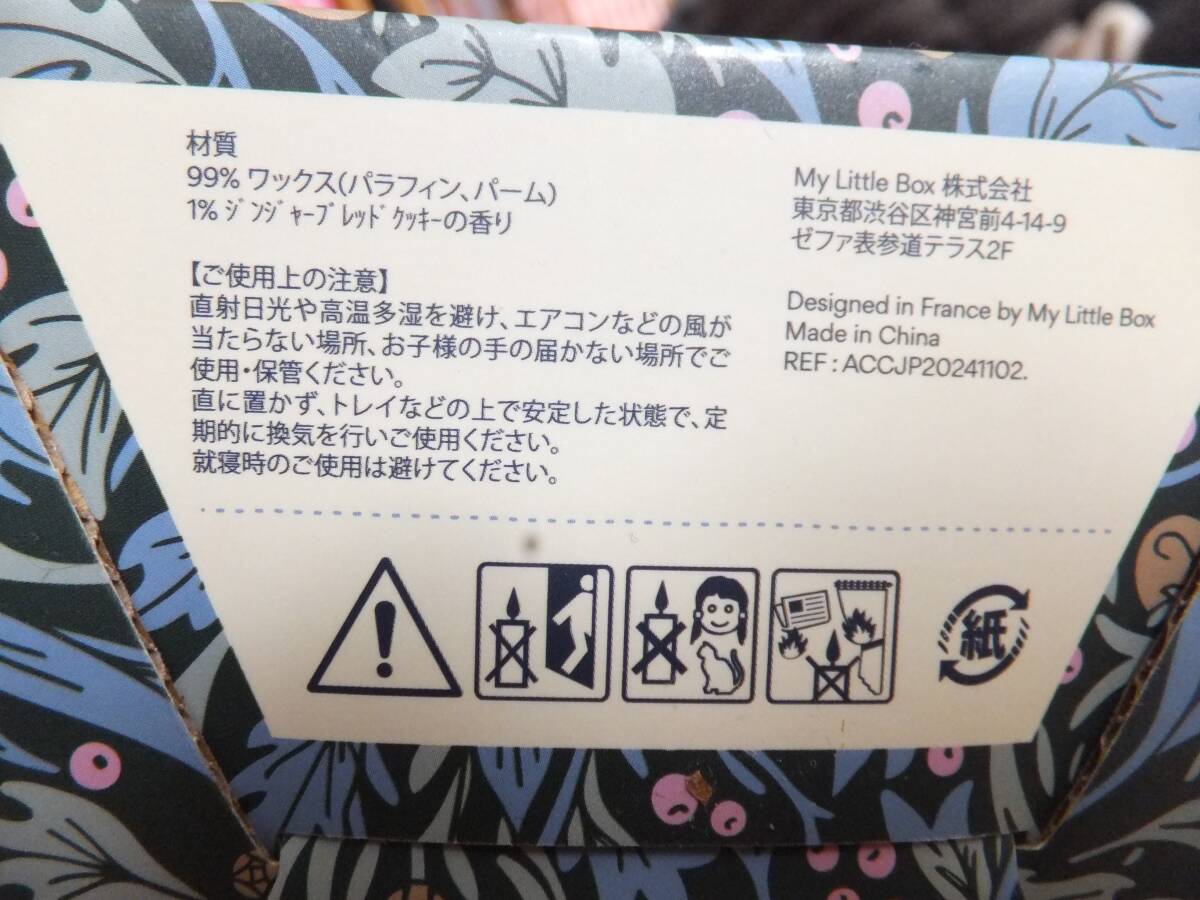 材質
99% ワックス(パラフィン、パーム)
1% ｼﾞﾝｼﾞｬｰﾌﾞﾚｯﾄﾞｸｯｷｰの香り
【ご使用上の注意】
直射日光や高温多湿を避け、エアコンなどの風が
当たらない場所、お子様の手の届かない場所でご
使用・保管ください。
直に置かず、トレイなどの上で安定した状態で、定
期的に換気を行いご使用ください。
就寝時のご使用は避けてください。
My Little Box 株式会社
東京都渋谷区神宮前4-14-9
ゼファ表参道テラス2F
Designed in France by My Little Box
Made in China
REF : ACCJP20241102.
紙